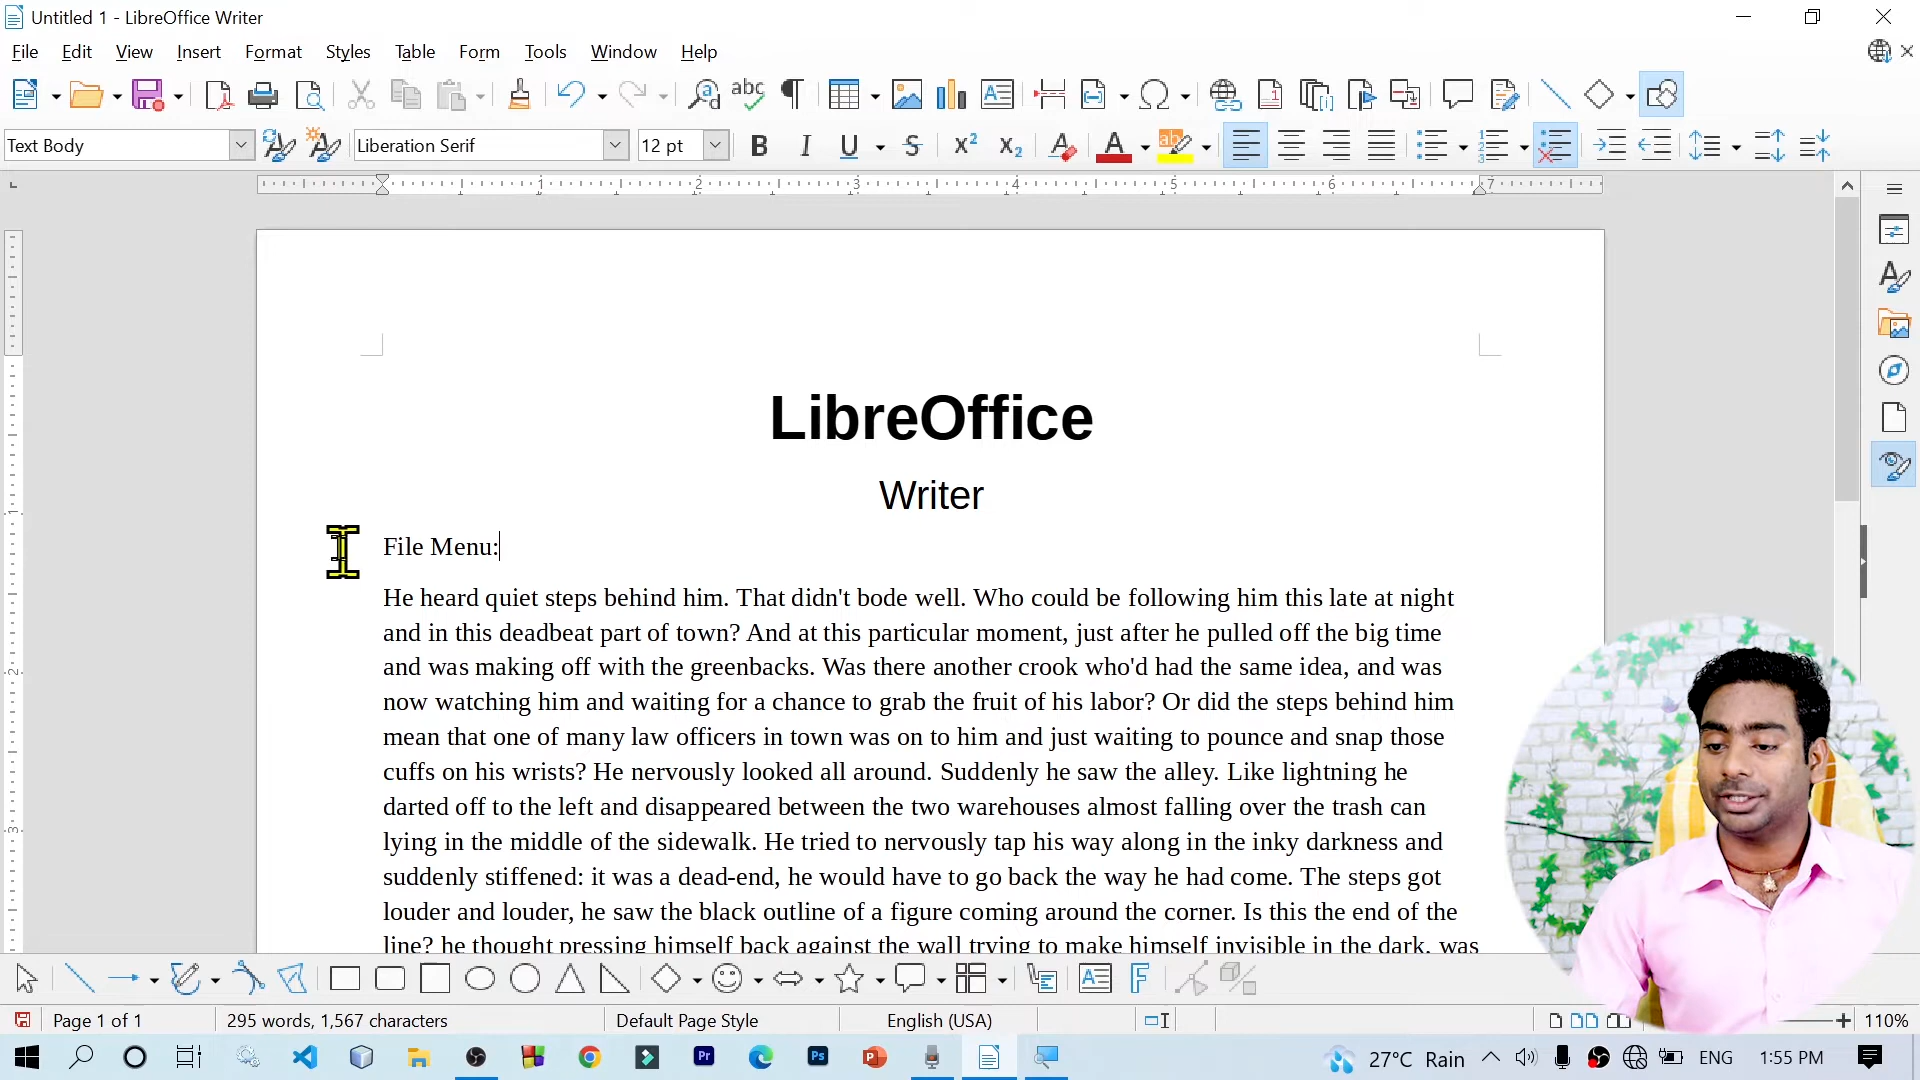 Untitled 1 - LibreOffice Writer
File Edit View Insert Format Styles Table Form Tools Window Help
Text Body Liberation Serif 12 pt
1 2 3 4 5 6 7
LibreOffice
Writer
File Menu:
He heard quiet steps behind him. That didn't bode well. Who could be following him this late at night
and in this deadbeat part of town? And at this particular moment, just after he pulled off the big time
and was making off with the greenbacks. Was there another crook who'd had the same idea, and was
now watching him and waiting for a chance to grab the fruit of his labor? Or did the steps behind him
mean that one of many law officers in town was on to him and just waiting to pounce and snap those
cuffs on his wrists? He nervously looked all around. Suddenly he saw the alley. Like lightning he
darted off to the left and disappeared between the two warehouses almost falling over the trash can
lying in the middle of the sidewalk. He tried to nervously tap his way along in the inky darkness and
suddenly stiffened: it was a dead-end, he would have to go back the way he had come. The steps got
louder and louder, he saw the black outline of a figure coming around the corner. Is this the end of the
line? he thought pressing himself back against the wall trying to make himself invisible in the dark, was
Page 1 of 1 295 words, 1,567 characters Default Page Style English (USA) 110%
27°C Rain ENG 1:55 PM